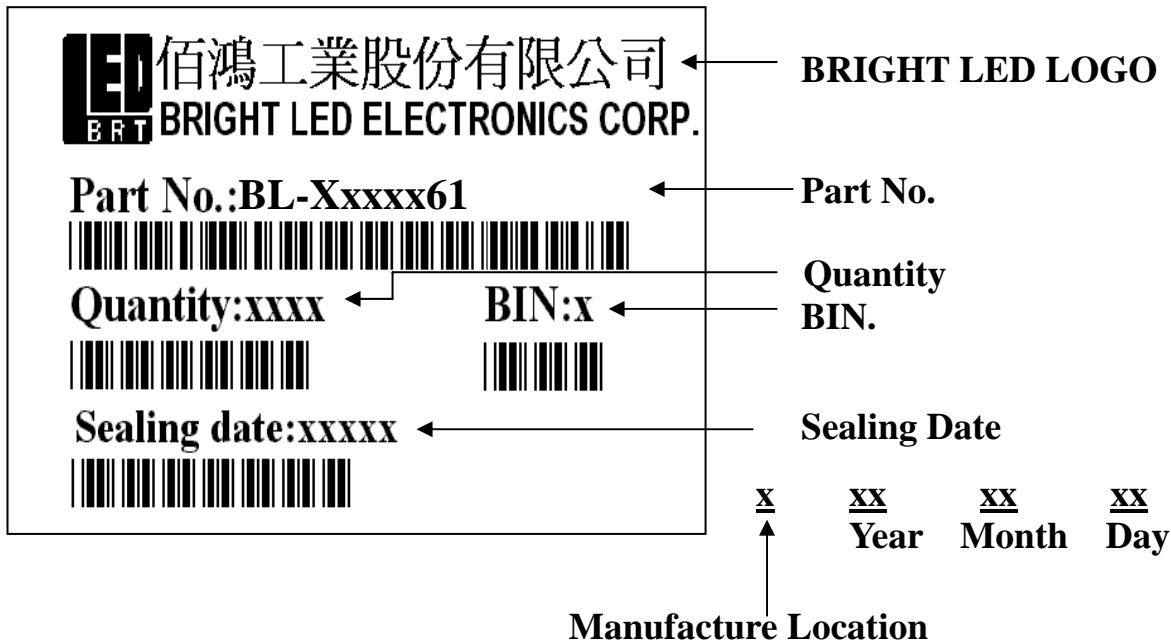 LED
BRT
佰鴻工業股份有限公司
BRIGHT LED ELECTRONICS CORP.
BRIGHT LED LOGO
Part No.:BL-Xxxxx61
Part No.
Quantity:xxxx
BIN:x
Quantity
BIN.
Sealing date:xxxxx
Sealing Date
x xx xx xx
Year Month Day
Manufacture Location